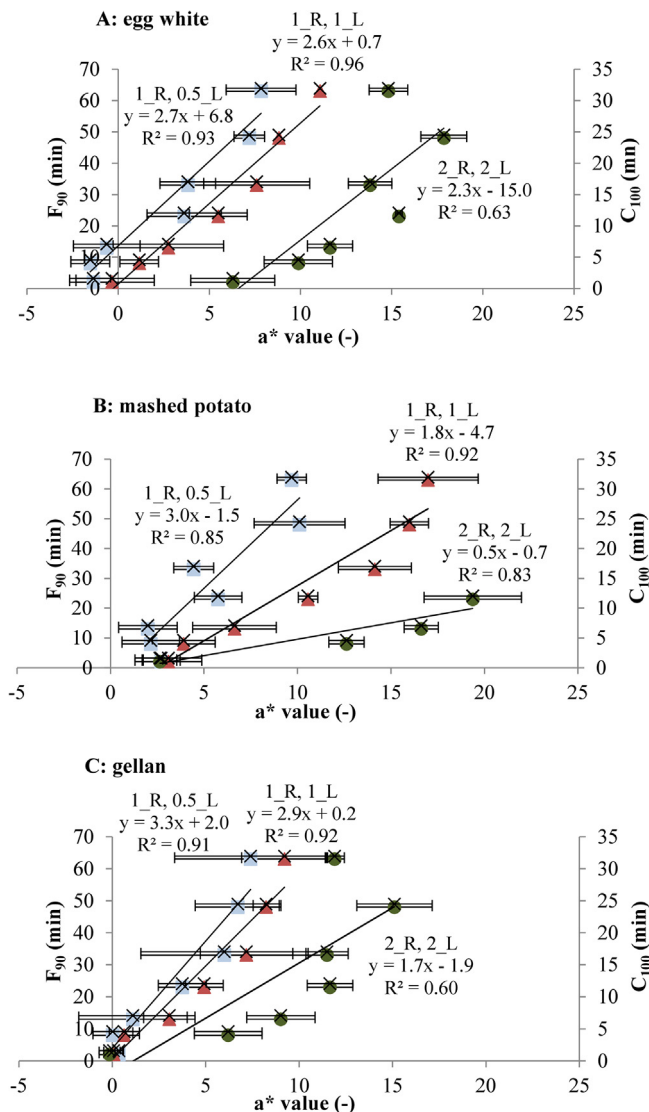 A: egg white
1_R, 1_L
y = 2.6x + 0.7
R² = 0.96
1_R, 0.5_L
y = 2.7x + 6.8
R² = 0.93
2_R, 2_L
y = 2.3x - 15.0
R² = 0.63
70
60
50
40
30
20
10
0
F₉₀ (min)
35
30
25
20
15
10
5
0
C₁₀₀ (mn)
-5 0 5 10 15 20 25
a* value (-)
B: mashed potato
1_R, 1_L
y = 1.8x - 4.7
R² = 0.92
1_R, 0.5_L
y = 3.0x - 1.5
R² = 0.85
2_R, 2_L
y = 0.5x - 0.7
R² = 0.83
70
60
50
40
30
20
10
0
F₉₀ (min)
35
30
25
20
15
10
5
0
C₁₀₀ (min)
-5 0 5 10 15 20 25
a* value (-)
C: gellan
1_R, 0.5_L
y = 3.3x + 2.0
R² = 0.91
1_R, 1_L
y = 2.9x + 0.2
R² = 0.92
2_R, 2_L
y = 1.7x - 1.9
R² = 0.60
70
60
50
40
30
20
10
0
F₉₀ (min)
35
30
25
20
15
10
5
0
C₁₀₀ (min)
-5 0 5 10 15 20 25
a* value (-)